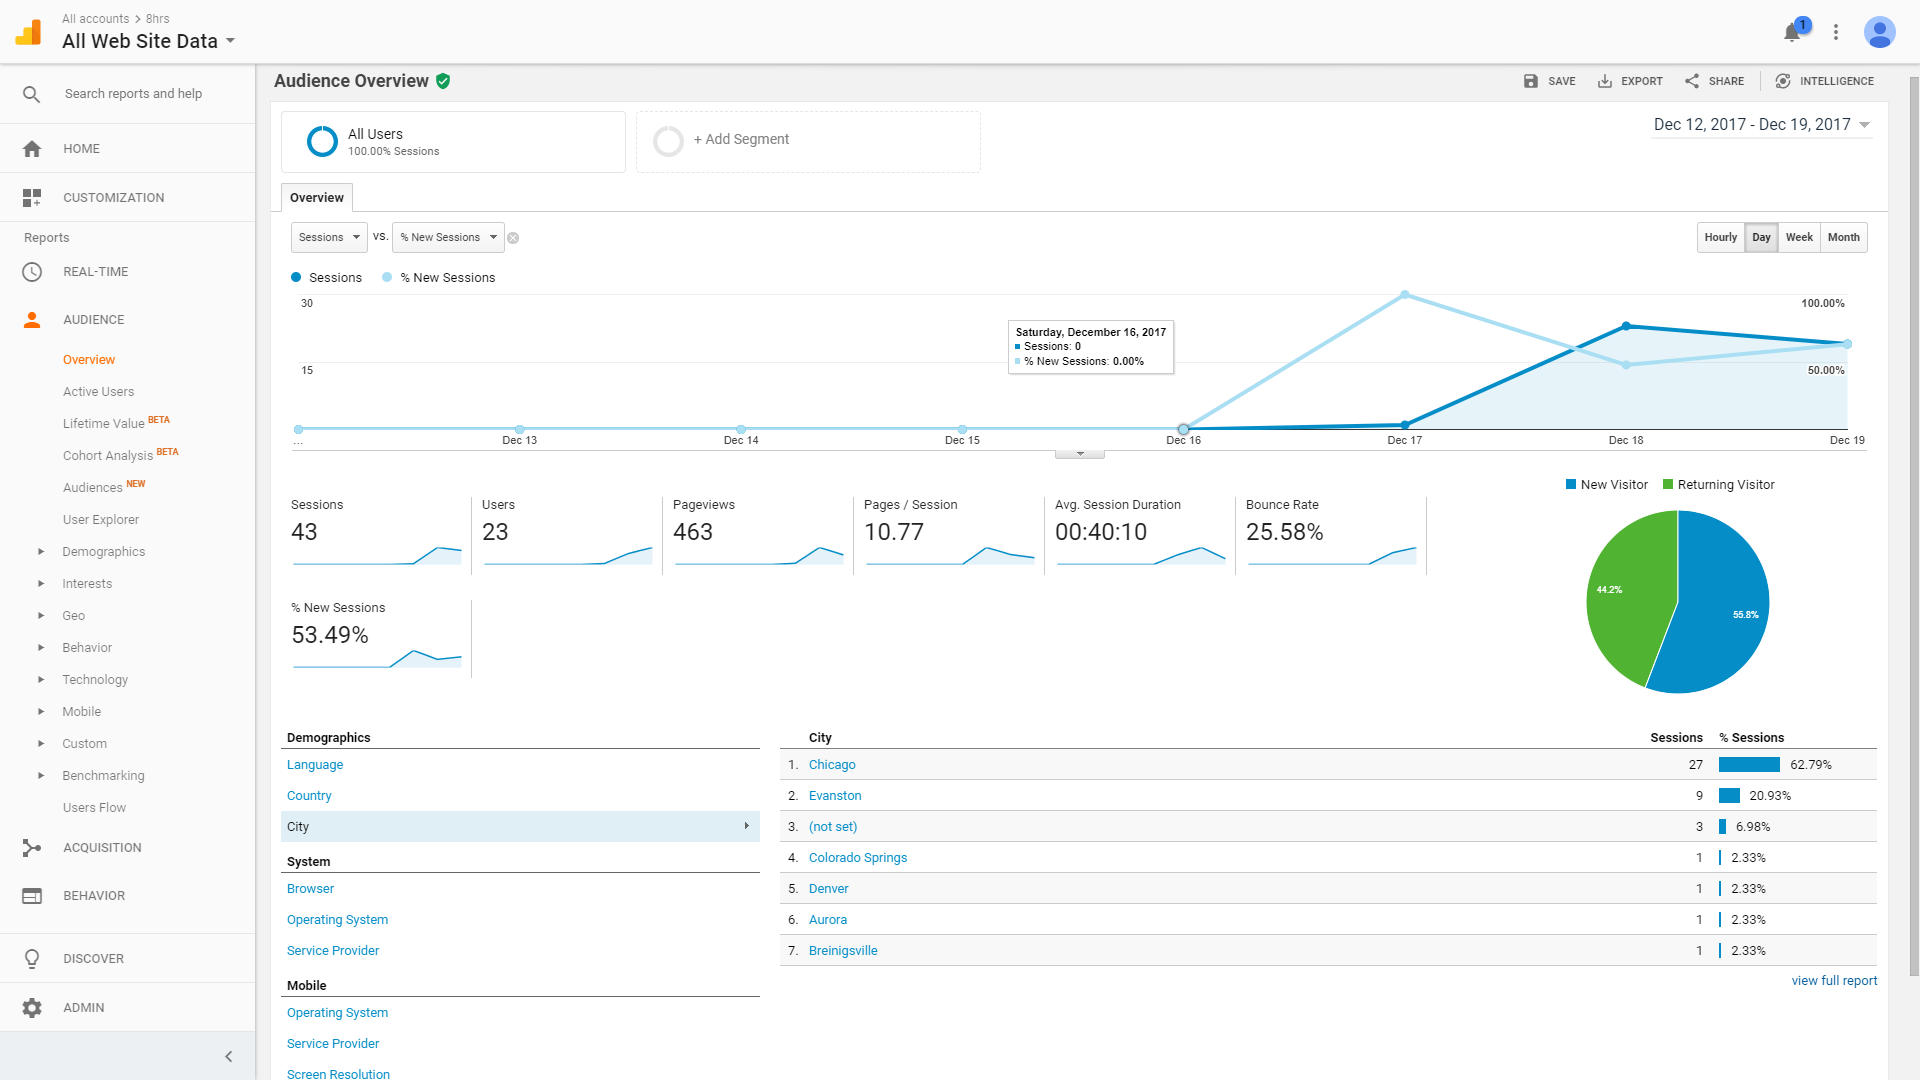 All accounts > 8hrs
All Web Site Data
1
Search reports and help
HOME
CUSTOMIZATION
Reports
REAL-TIME
AUDIENCE
Overview
Active Users
Lifetime Value BETA
Cohort Analysis BETA
Audiences NEW
User Explorer
Demographics
Interests
Geo
Behavior
Technology
Mobile
Custom
Benchmarking
Users Flow
ACQUISITION
BEHAVIOR
DISCOVER
ADMIN
Audience Overview
SAVE EXPORT SHARE INTELLIGENCE
All Users
100.00% Sessions
+ Add Segment
Dec 12, 2017 - Dec 19, 2017
Overview
Sessions vs. % New Sessions
Hourly Day Week Month
Sessions % New Sessions
30 100.00%
15 50.00%
Saturday, December 16, 2017
Sessions: 0
% New Sessions: 0.00%
... Dec 13 Dec 14 Dec 15 Dec 16 Dec 17 Dec 18 Dec 19
Sessions
43
Users
23
Pageviews
463
Pages / Session
10.77
Avg. Session Duration
00:40:10
Bounce Rate
25.58%
% New Sessions
53.49%
New Visitor Returning Visitor
44.2%
55.8%
Demographics
Language
Country
City
System
Browser
Operating System
Service Provider
Mobile
Operating System
Service Provider
Screen Resolution
City Sessions % Sessions
1. Chicago 27 62.79%
2. Evanston 9 20.93%
3. (not set) 3 6.98%
4. Colorado Springs 1 2.33%
5. Denver 1 2.33%
6. Aurora 1 2.33%
7. Breinigsville 1 2.33%
view full report